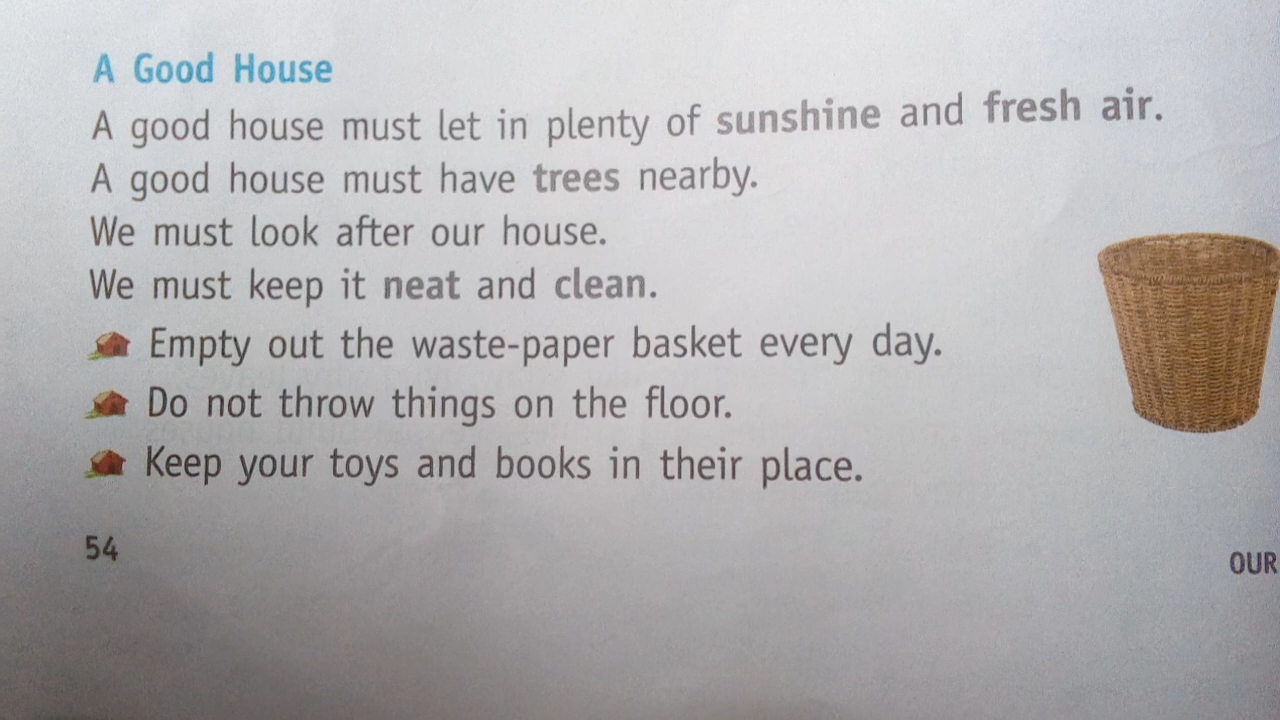 A Good House
A good house must let in plenty of sunshine and fresh air.
A good house must have trees nearby.
We must look after our house.
We must keep it neat and clean.
Empty out the waste-paper basket every day.
Do not throw things on the floor.
Keep your toys and books in their place.
54
OUR